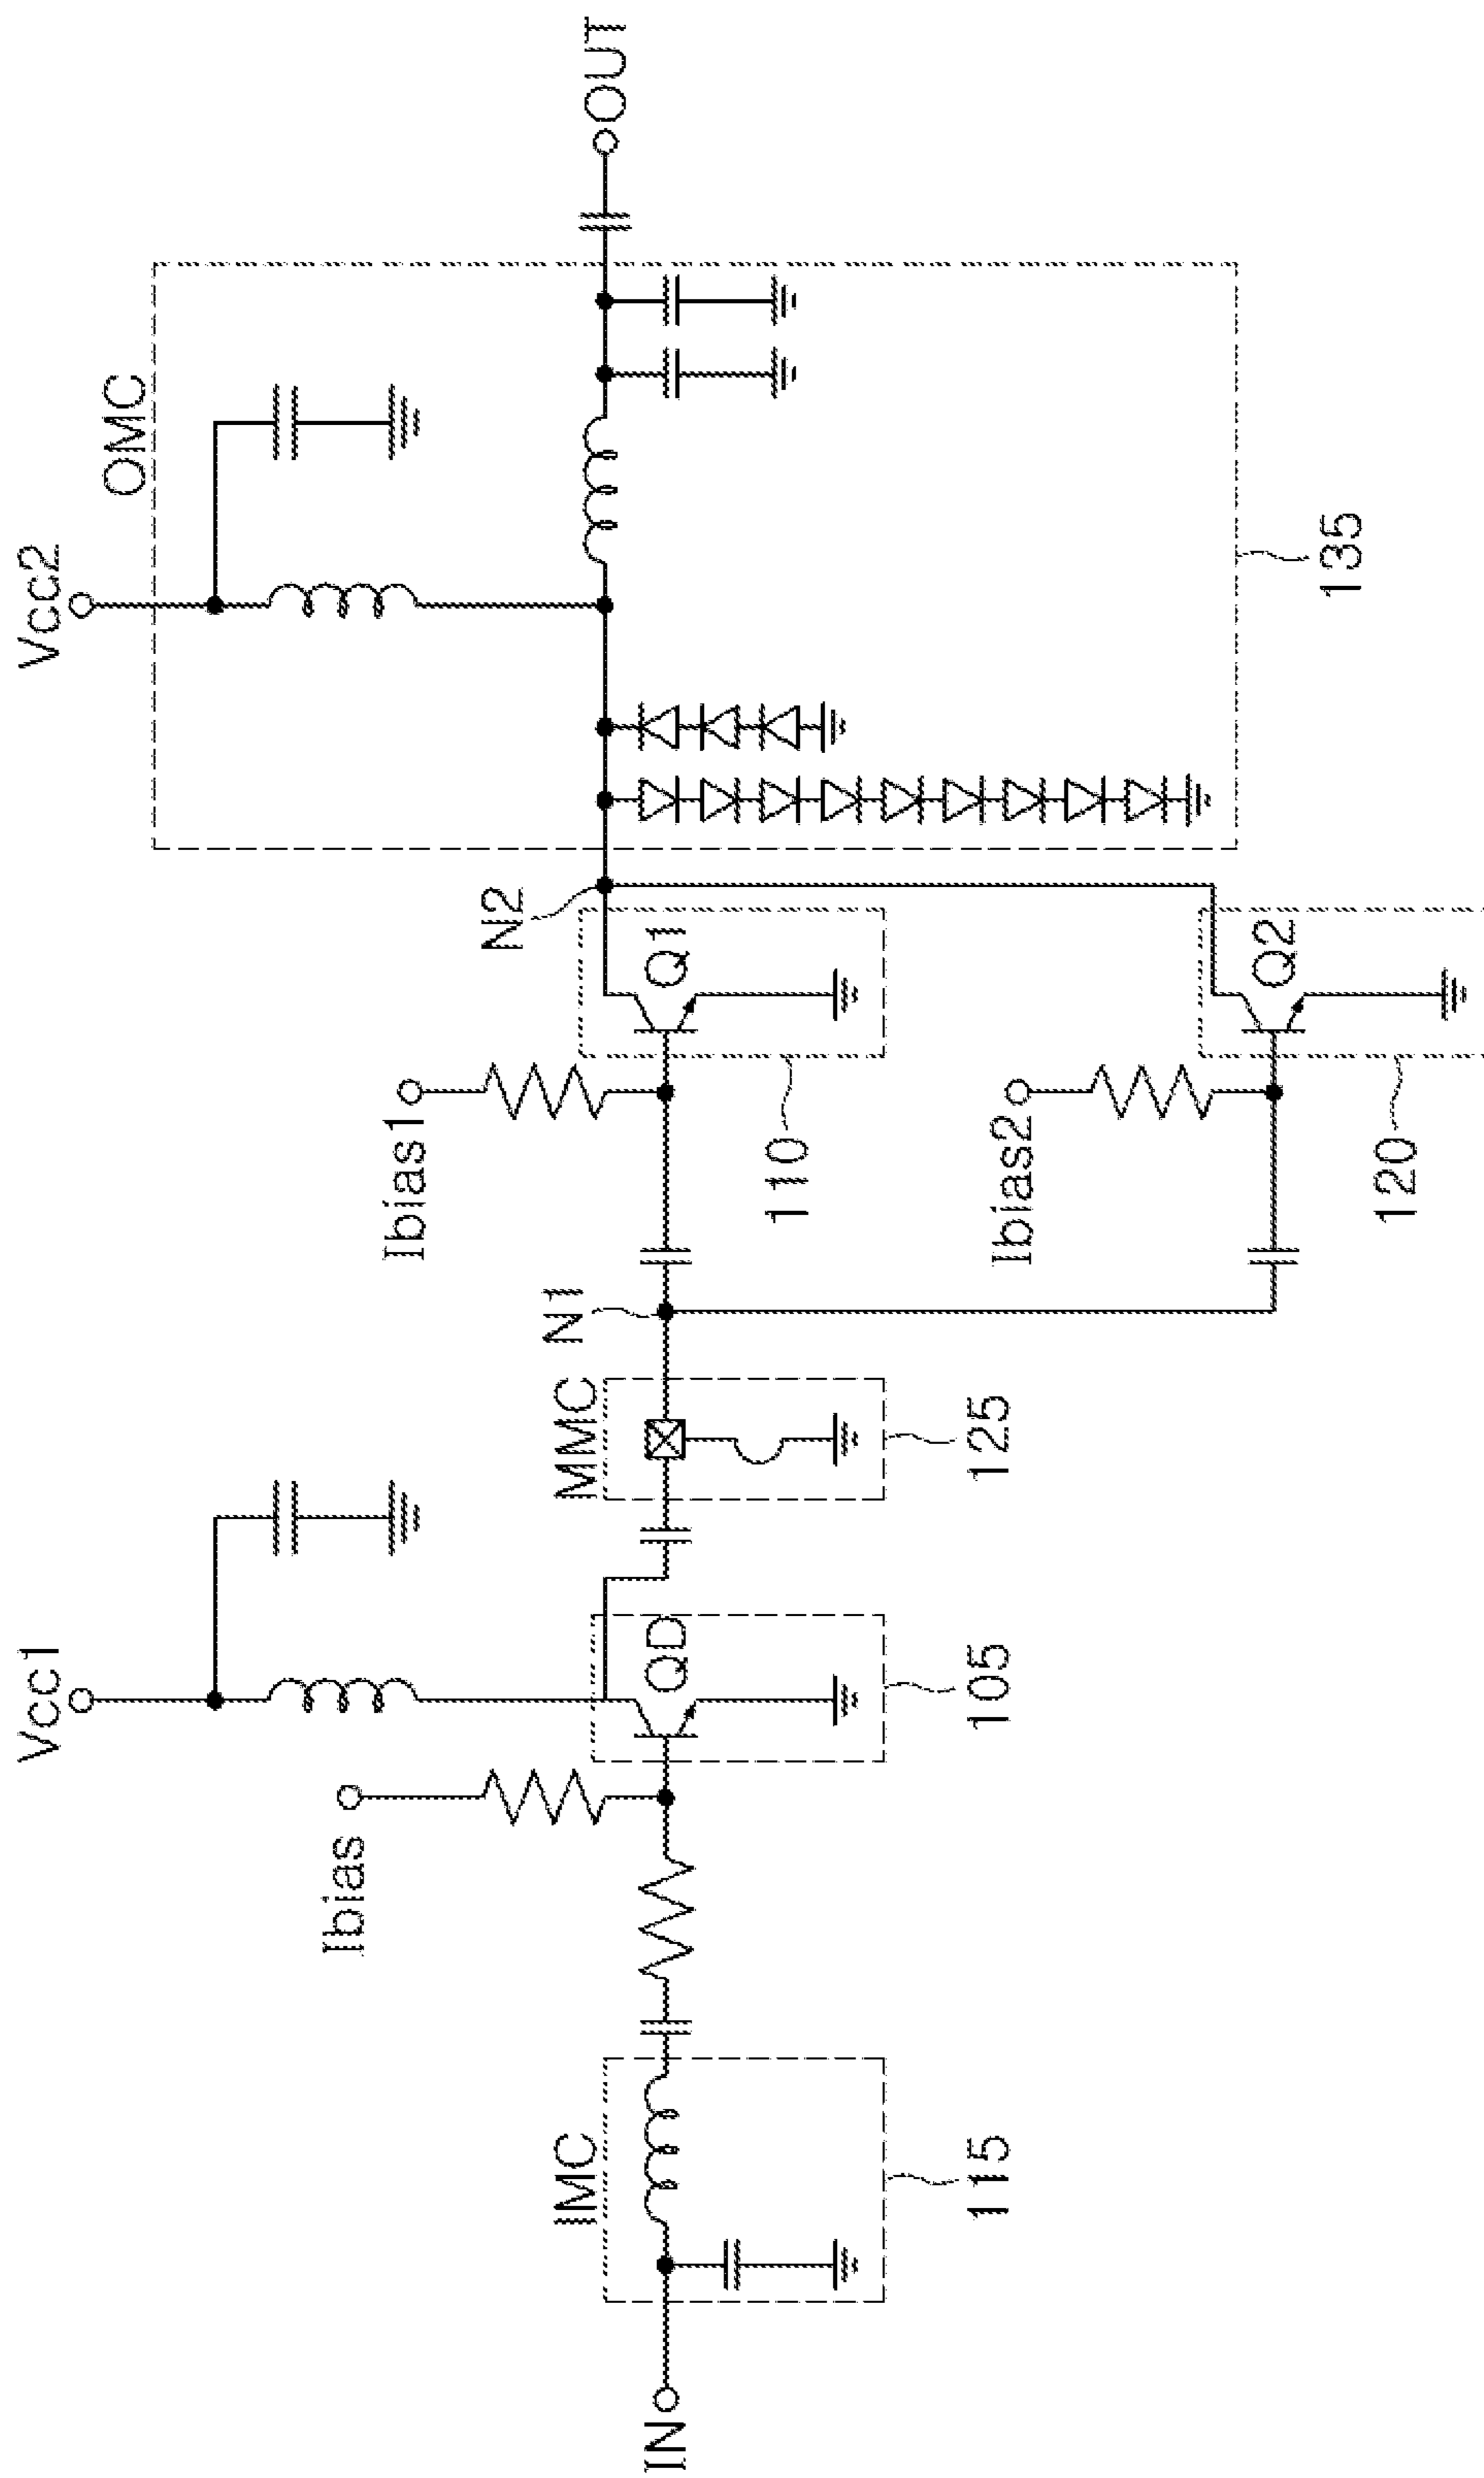 Vcc1
Vcc2
OMC
Ibias
Ibias1
N2
OUT
IMC
MMC
N1
IN
QD
Q1
115
105
125
110
Ibias2
Q2
120
135